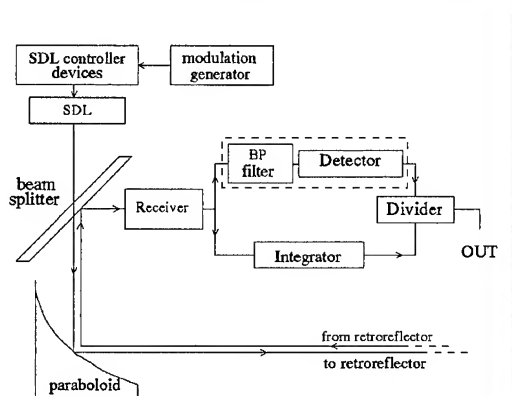 SDL controller
devices
modulation
generator
SDL
beam
splitter
BP
filter
Detector
Receiver
Divider
Integrator
OUT
from retroreflector
to retroreflector
paraboloid